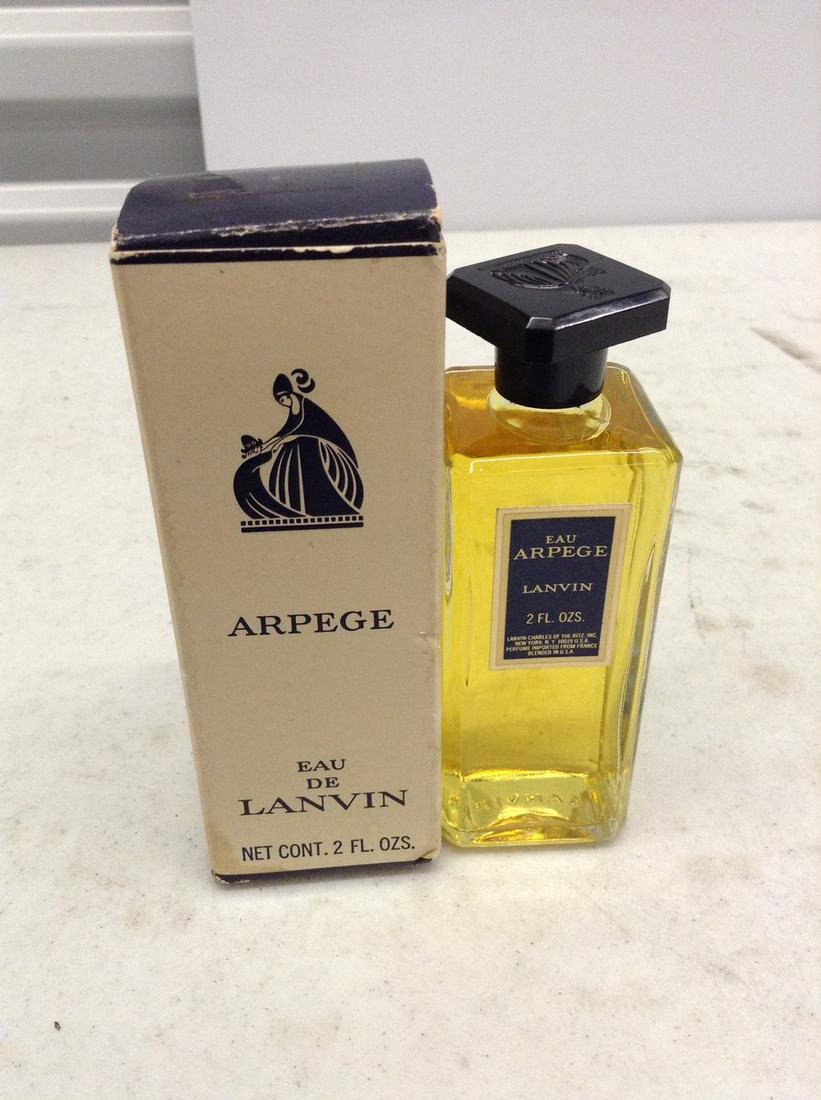 ARPEGE
EAU
DE
LANVIN
NET CONT. 2 FL. OZS.
EAU
ARPEGE
LANVIN
2 FL. OZS.
LANVIN-CHARLES OF THE RITZ, INC.
NEW YORK, N. Y. 10019 U.S.A.
PERFUME IMPORTED FROM FRANCE
BLENDED IN U.S.A.